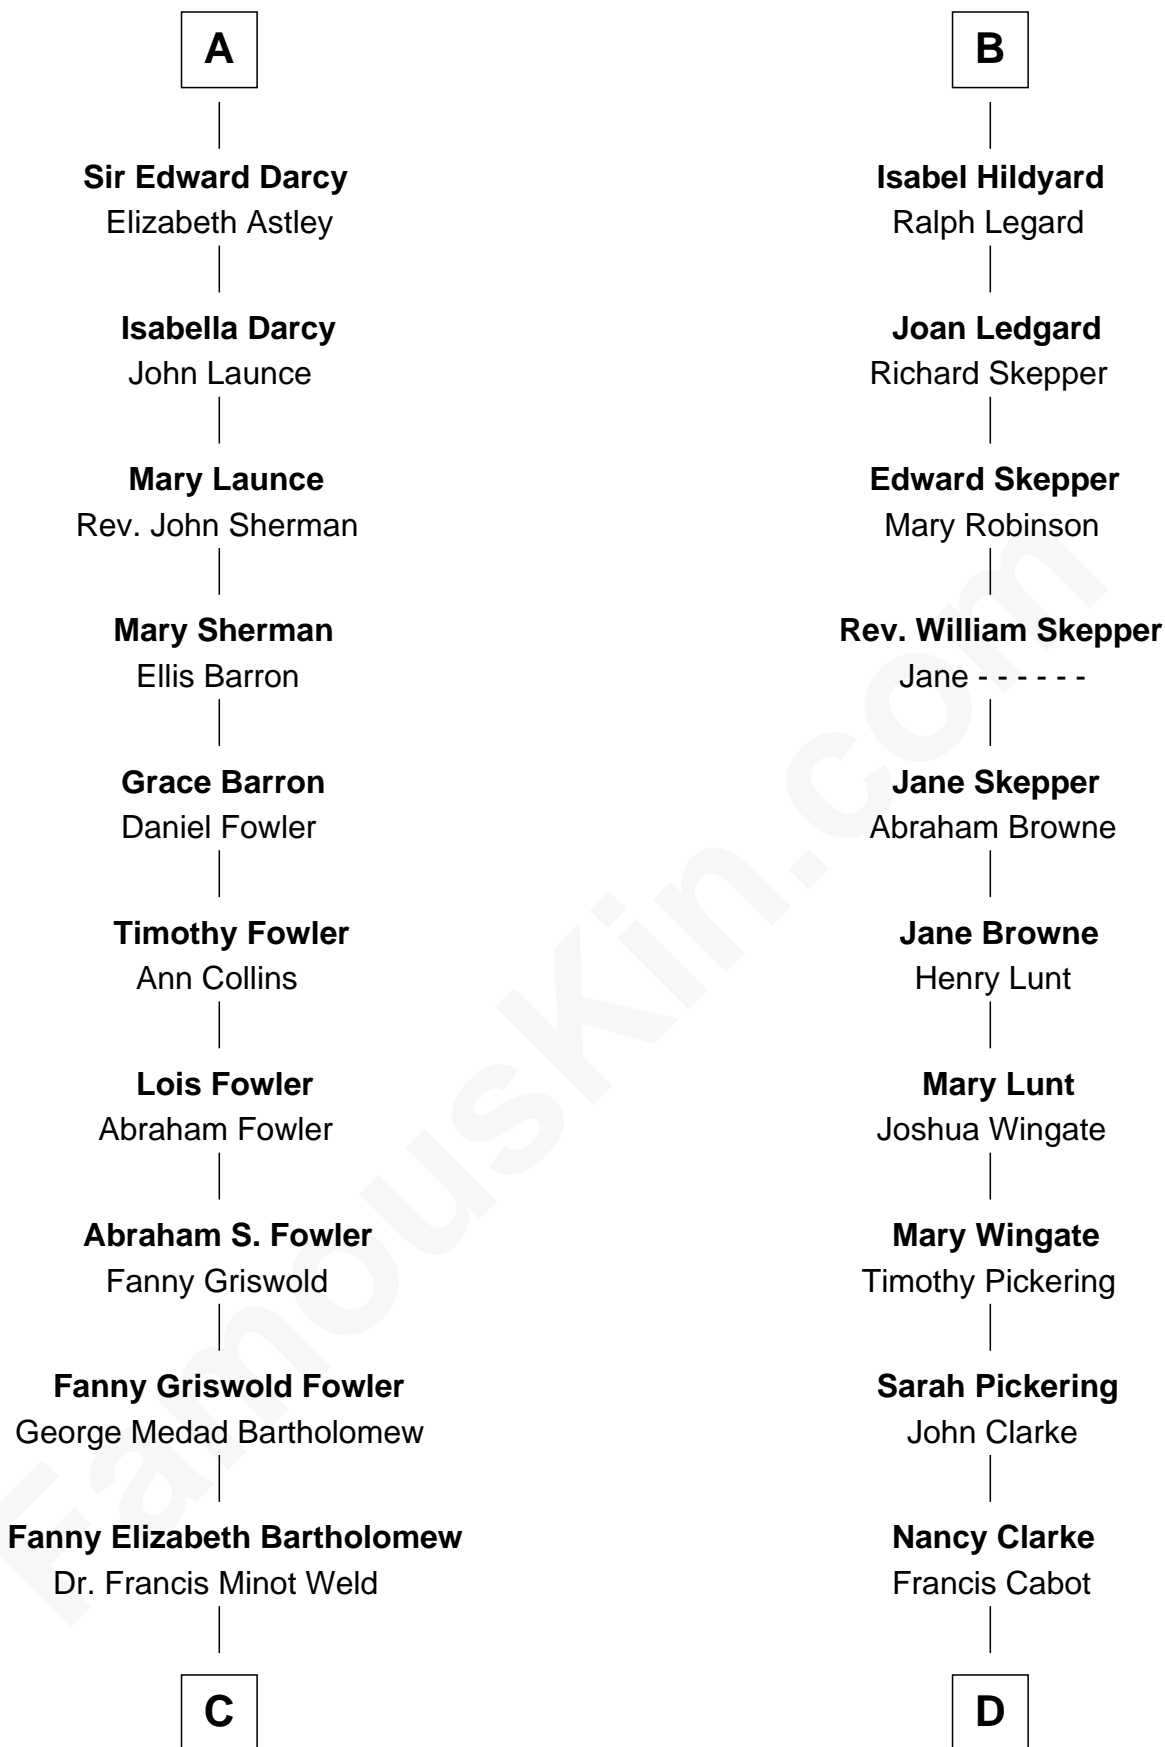 A
Sir Edward Darcy
Elizabeth Astley
Isabella Darcy
John Launce
Mary Launce
Rev. John Sherman
Mary Sherman
Ellis Barron
Grace Barron
Daniel Fowler
Timothy Fowler
Ann Collins
Lois Fowler
Abraham Fowler
Abraham S. Fowler
Fanny Griswold
Fanny Griswold Fowler
George Medad Bartholomew
Fanny Elizabeth Bartholomew
Dr. Francis Minot Weld
C
B
Isabel Hildyard
Ralph Legard
Joan Ledgard
Richard Skepper
Edward Skepper
Mary Robinson
Rev. William Skepper
Jane - - - - - -
Jane Skepper
Abraham Browne
Jane Browne
Henry Lunt
Mary Lunt
Joshua Wingate
Mary Wingate
Timothy Pickering
Sarah Pickering
John Clarke
Nancy Clarke
Francis Cabot
D
FamousKin.com